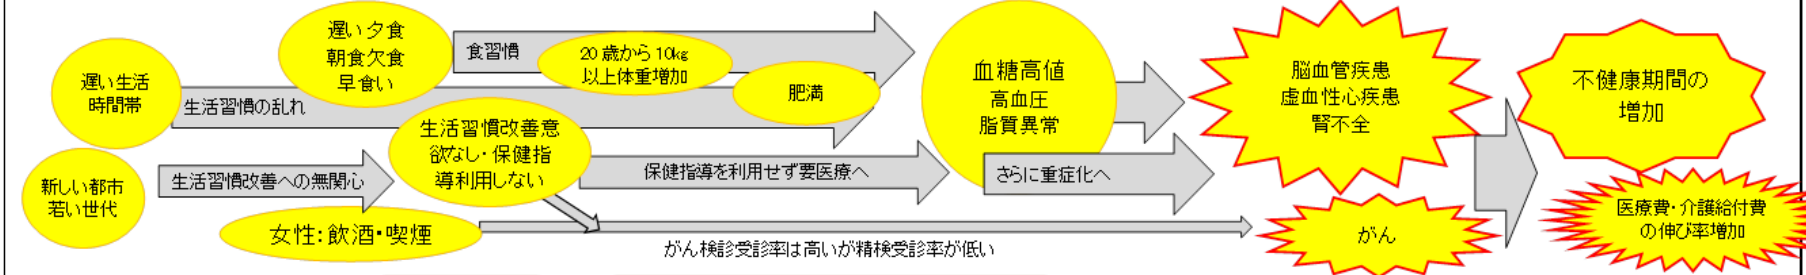 遅い生活
時間帯
遅い夕食
朝食欠食
早食い
食習慣
20歳から10kg
以上体重増加
生活習慣の乱れ
肥満
血糖高値
高血圧
脂質異常
脳血管疾患
虚血性心疾患
腎不全
不健康期間の
増加
新しい都市
若い世代
生活習慣改善への無関心
生活習慣改善意
欲なし・保健指
導利用しない
保健指導を利用せず要医療へ
さらに重症化へ
女性:飲酒・喫煙
がん検診受診率は高いが精検受診率が低い
がん
医療費・介護給付費
の伸び率増加